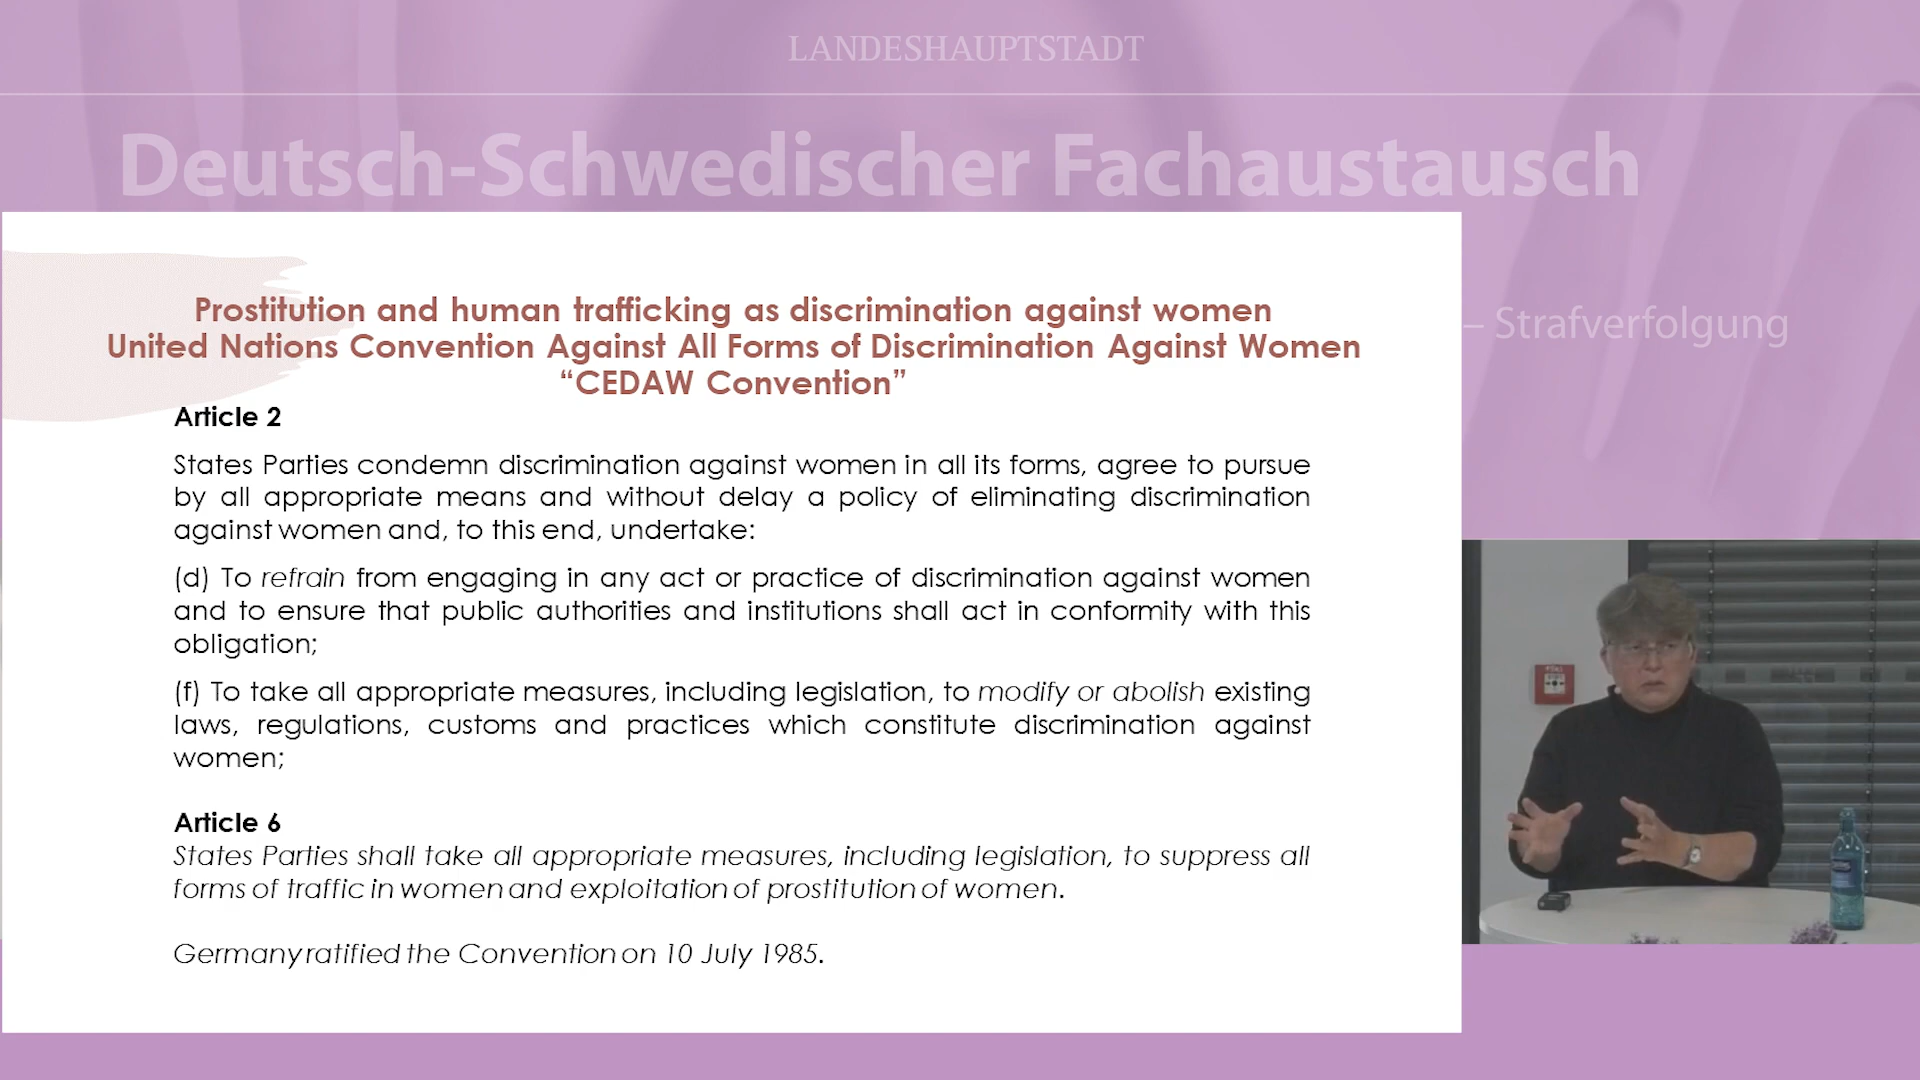 LANDESHAUPTSTADT
Deutsch-Schwedischer Fachaustausch
– Strafverfolgung
Prostitution and human trafficking as discrimination against women
United Nations Convention Against All Forms of Discrimination Against Women
“CEDAW Convention”
Article 2
States Parties condemn discrimination against women in all its forms, agree to pursue
by all appropriate means and without delay a policy of eliminating discrimination
against women and, to this end, undertake:
(d) To refrain from engaging in any act or practice of discrimination against women
and to ensure that public authorities and institutions shall act in conformity with this
obligation;
(f) To take all appropriate measures, including legislation, to modify or abolish existing
laws, regulations, customs and practices which constitute discrimination against
women;
Article 6
States Parties shall take all appropriate measures, including legislation, to suppress all
forms of traffic in women and exploitation of prostitution of women.
Germany ratified the Convention on 10 July 1985.